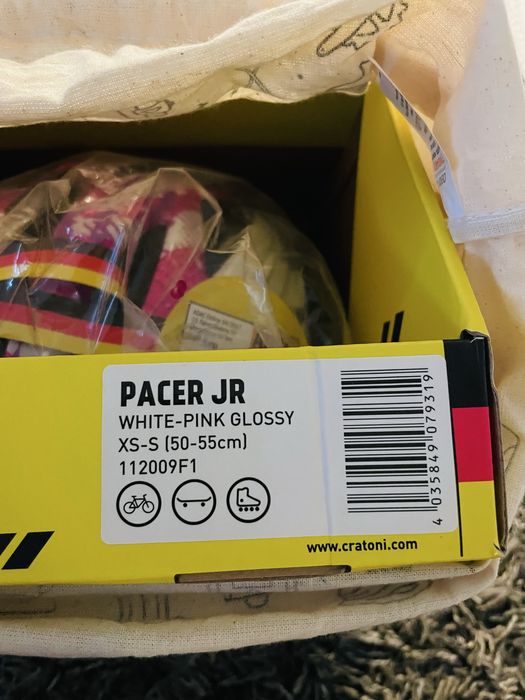 PACER JR
WHITE-PINK GLOSSY
XS-S (50-55cm)
112009F1
4 035849 079319
www.cratoni.com